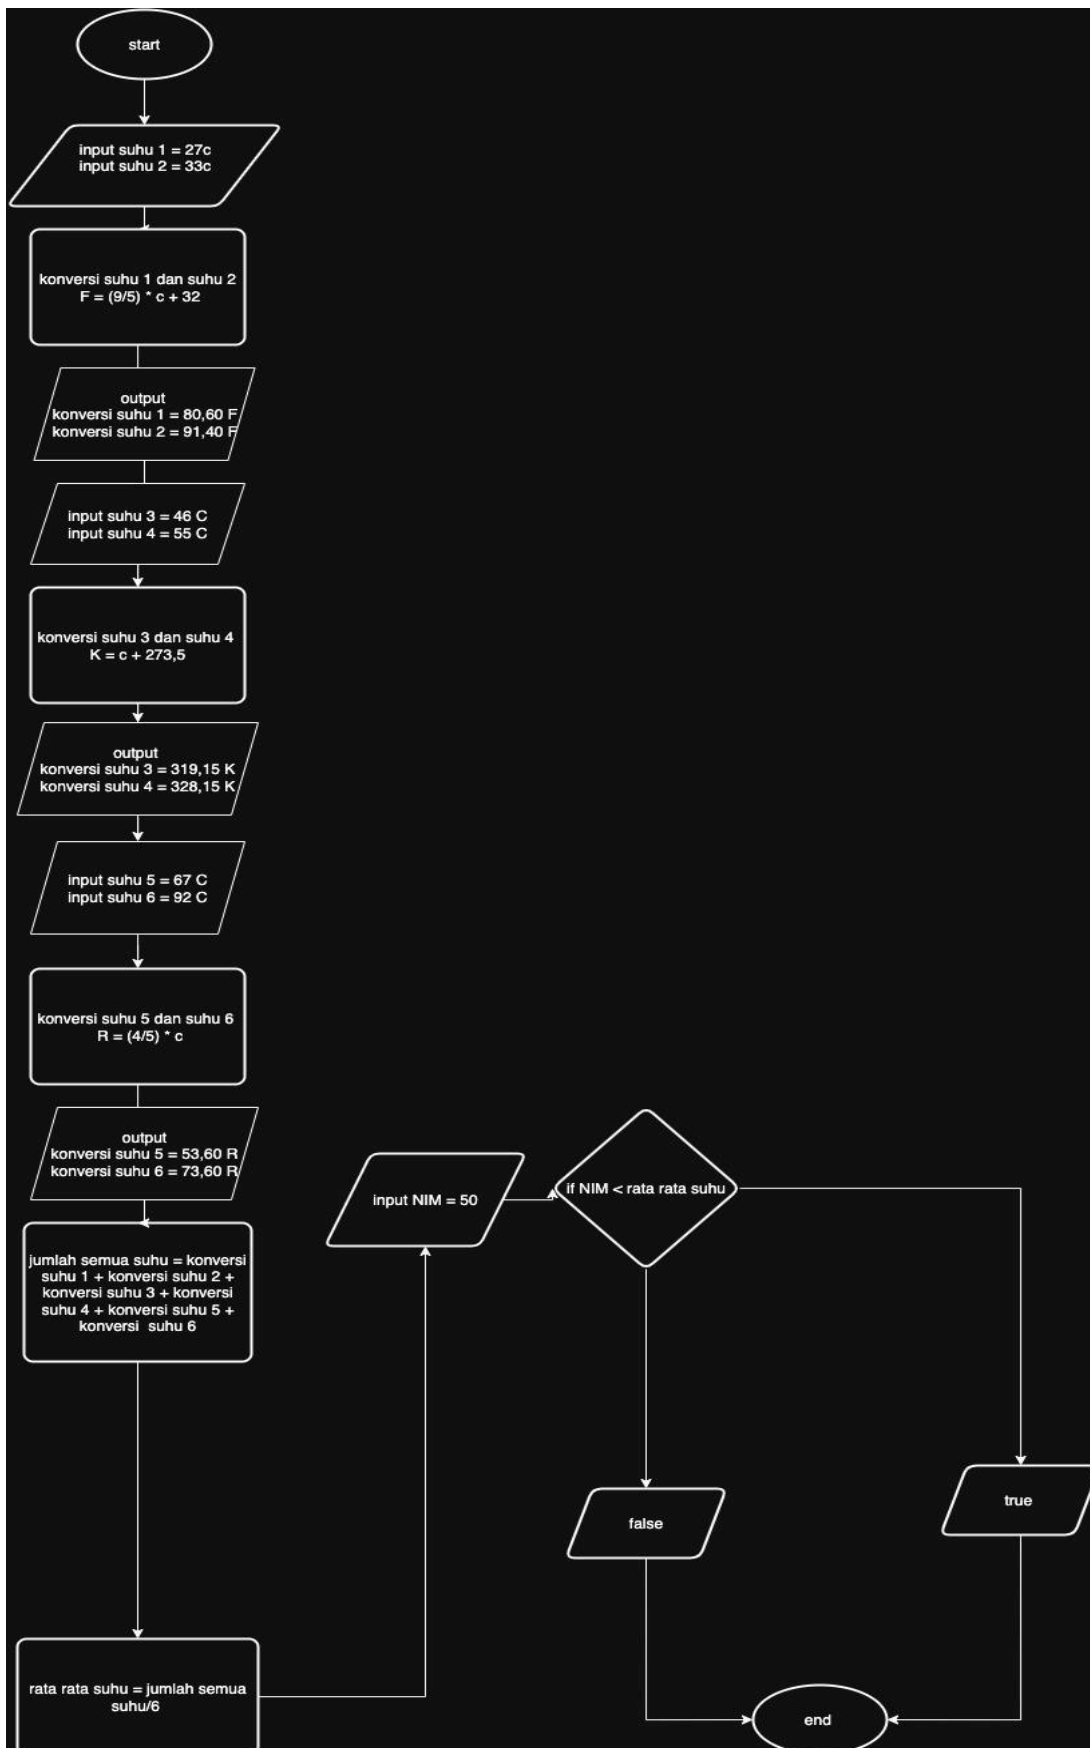 start
input suhu 1 = 27c
input suhu 2 = 33c
konversi suhu 1 dan suhu 2
F = (9/5) * c + 32
output
konversi suhu 1 = 80,60 F
konversi suhu 2 = 91,40 F
input suhu 3 = 46 C
input suhu 4 = 55 C
konversi suhu 3 dan suhu 4
K = c + 273,5
output
konversi suhu 3 = 319,15 K
konversi suhu 4 = 328,15 K
input suhu 5 = 67 C
input suhu 6 = 92 C
konversi suhu 5 dan suhu 6
R = (4/5) * c
output
konversi suhu 5 = 53,60 R
konversi suhu 6 = 73,60 R
jumlah semua suhu = konversi
suhu 1 + konversi suhu 2 +
konversi suhu 3 + konversi
suhu 4 + konversi suhu 5 +
konversi suhu 6
rata rata suhu = jumlah semua
suhu/6
input NIM = 50
if NIM < rata rata suhu
false
true
end